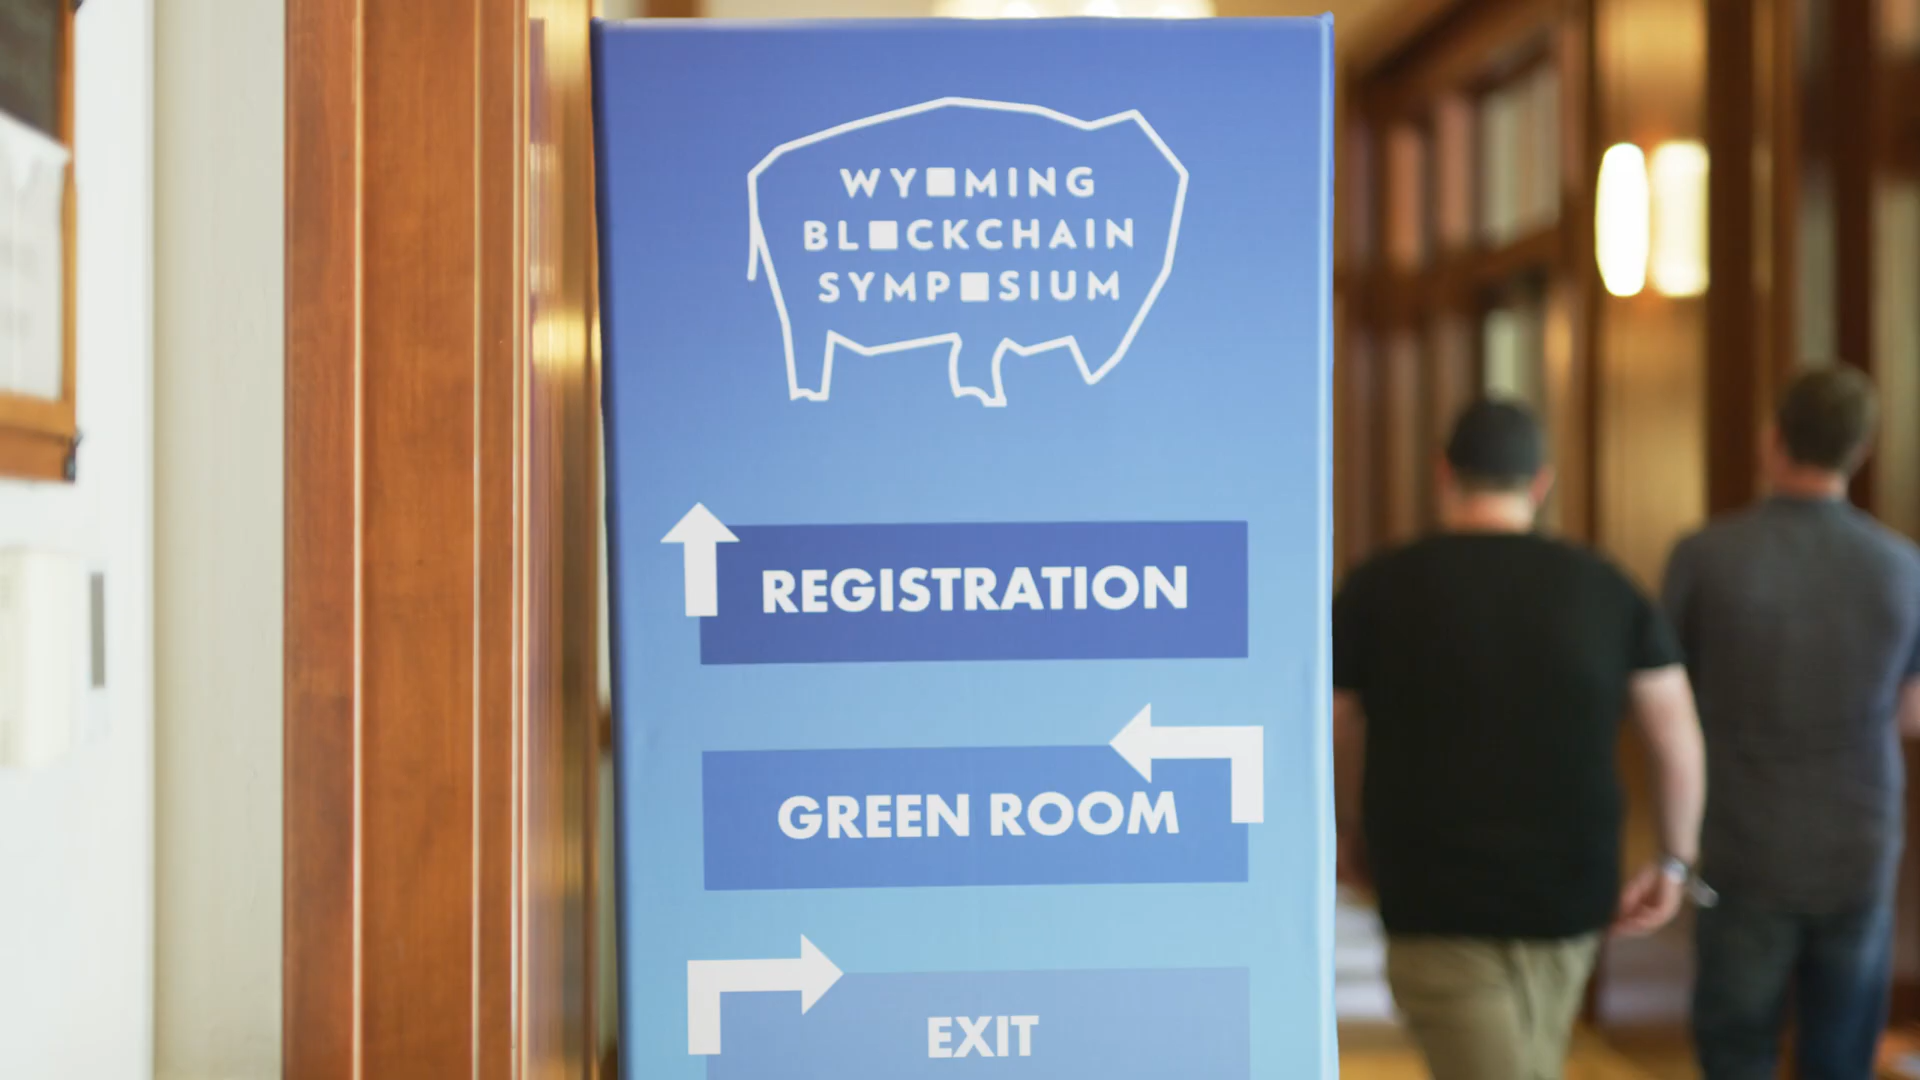 WYOMING
BLOCKCHAIN
SYMPOSIUM
REGISTRATION
GREEN ROOM
EXIT